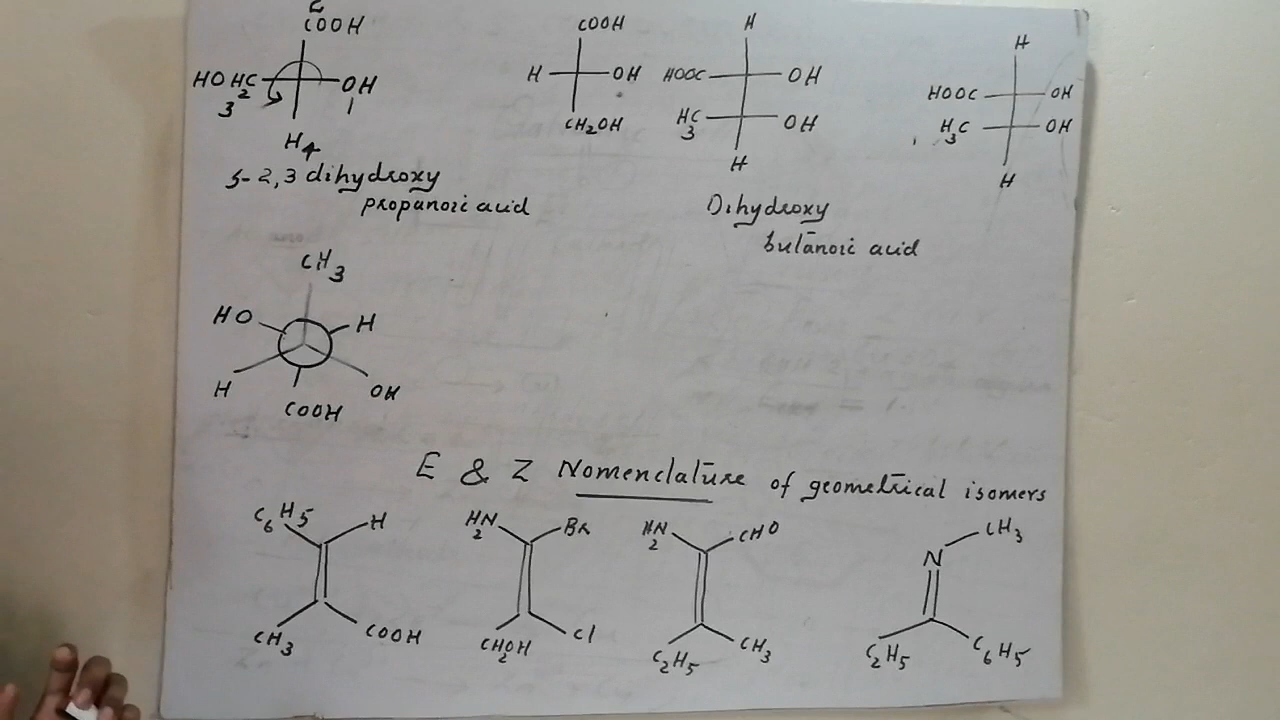 2
COOH
COOH
H
H
HOH2C OH
3 1
H OH
HOOC OH
HOOC OH
H4
CH2OH
H3C OH
H3C OH
H
H
S-2,3 dihydroxy
propanoic acid
Dihydroxy
butanoic acid
CH3
HO H
H OH
COOH
E & Z Nomenclature of geometrical isomers
C6H5 H
H2N Br
H2N CHO
N CH3
CH3 COOH
CH2OH Cl
C2H5 CH3
C2H5 C6H5